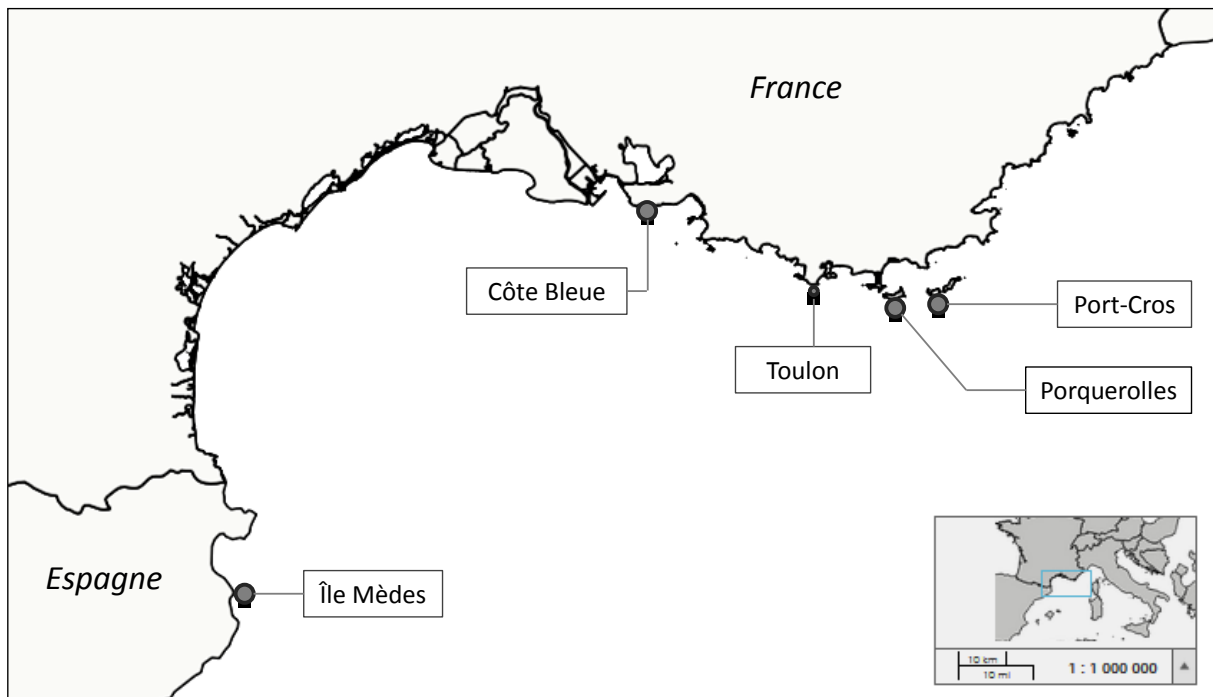 France
Côte Bleue
Port-Cros
Toulon
Porquerolles
Espagne
Île Mèdes
10 km
10 mi
1 : 1 000 000